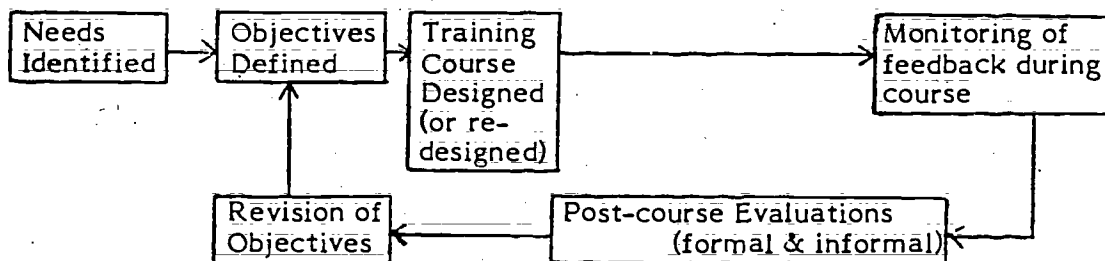 Needs
Identified
Objectives
Defined
Training
Course
Designed
(or re-
designed)
Monitoring of
feedback during
course
Post-course Evaluations
(formal & informal)
Revision of
Objectives